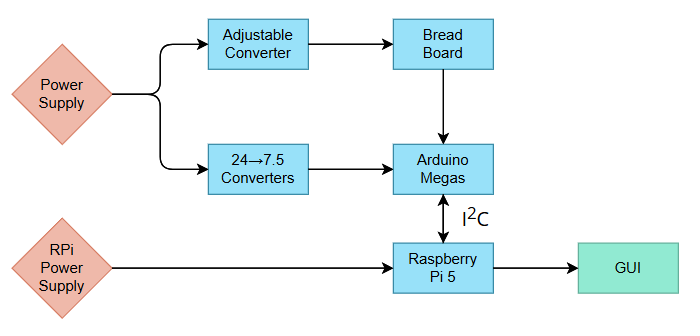 Adjustable
Converter
Bread
Board
Power
Supply
24→7.5
Converters
Arduino
Megas
I²C
RPi
Power
Supply
Raspberry
Pi 5
GUI